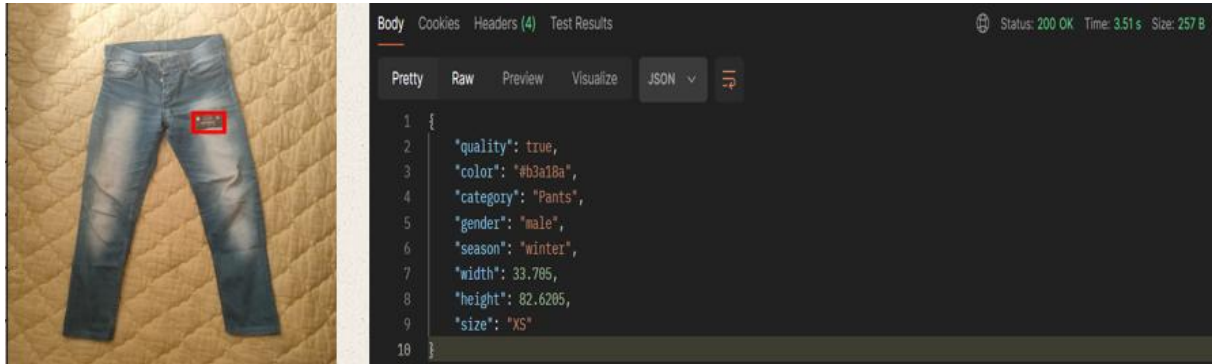 Body Cookies Headers (4) Test Results Status: 200 OK Time: 3.51 s Size: 257 B
Pretty Raw Preview Visualize JSON
1 {
2 "quality": true,
3 "color": "#b3a18a",
4 "category": "Pants",
5 "gender": "male",
6 "season": "winter",
7 "width": 33.705,
8 "height": 82.6205,
9 "size": "XS"
10 }